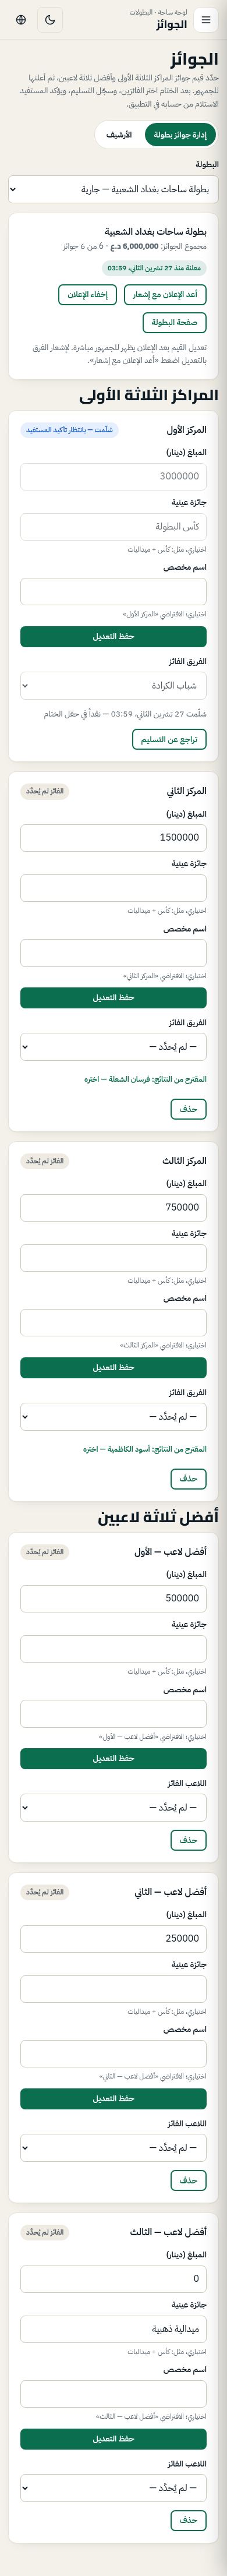 لوحة ساحة · البطولات
الجوائز
الجوائز
حدّد قيم جوائز المراكز الثلاثة الأولى وأفضل ثلاثة لاعبين، ثم أعلنها
لجمهور البطولة، واختر الفائزين، وسجّل التسليم، ويؤكد المستفيد
الاستلام من حسابه في التطبيق.
إدارة جوائز بطولة
الأرشيف
البطولة
بطولة ساحات بغداد الشعبية — جارية
بطولة ساحات بغداد الشعبية
مجموع الجوائز: 6,000,000 د.ع · 6 من 6 جوائز
معلنة منذ 27 تشرين الثاني، 03:59
أعد الإعلان مع إشعار
إخفاء الإعلان
صفحة البطولة
تعديل القيم بعد الإعلان يظهر للجمهور مباشرة. لإشعار الفرق
بالتعديل اضغط «أعد الإعلان مع إشعار».
المراكز الثلاثة الأولى
المركز الأول
سُلّمت — بانتظار تأكيد المستفيد
المبلغ (دينار)
3000000
جائزة عينية
كأس البطولة
اختياري، مثل: كأس + ميداليات
اسم مخصص
اختياري؛ الافتراضي «المركز الأول»
حفظ التعديل
الفريق الفائز
شباب الكرادة
سُلّمت 27 تشرين الثاني، 03:59 — نقداً في حفل الختام
تراجع عن التسليم
المركز الثاني
الفائز لم يُحدَّد
المبلغ (دينار)
1500000
جائزة عينية
اختياري، مثل: كأس + ميداليات
اسم مخصص
اختياري؛ الافتراضي «المركز الثاني»
حفظ التعديل
الفريق الفائز
— لم يُحدَّد —
المقترح من النتائج: فرسان الشعلة — اختره
حذف
المركز الثالث
الفائز لم يُحدَّد
المبلغ (دينار)
750000
جائزة عينية
اختياري، مثل: كأس + ميداليات
اسم مخصص
اختياري؛ الافتراضي «المركز الثالث»
حفظ التعديل
الفريق الفائز
— لم يُحدَّد —
المقترح من النتائج: أسود الكاظمية — اختره
حذف
أفضل ثلاثة لاعبين
أفضل لاعب — الأول
الفائز لم يُحدَّد
المبلغ (دينار)
500000
جائزة عينية
اختياري، مثل: كأس + ميداليات
اسم مخصص
اختياري؛ الافتراضي «أفضل لاعب — الأول»
حفظ التعديل
اللاعب الفائز
— لم يُحدَّد —
حذف
أفضل لاعب — الثاني
الفائز لم يُحدَّد
المبلغ (دينار)
250000
جائزة عينية
اختياري، مثل: كأس + ميداليات
اسم مخصص
اختياري؛ الافتراضي «أفضل لاعب — الثاني»
حفظ التعديل
اللاعب الفائز
— لم يُحدَّد —
حذف
أفضل لاعب — الثالث
الفائز لم يُحدَّد
المبلغ (دينار)
0
جائزة عينية
ميدالية ذهبية
اختياري، مثل: كأس + ميداليات
اسم مخصص
اختياري؛ الافتراضي «أفضل لاعب — الثالث»
حفظ التعديل
اللاعب الفائز
— لم يُحدَّد —
حذف